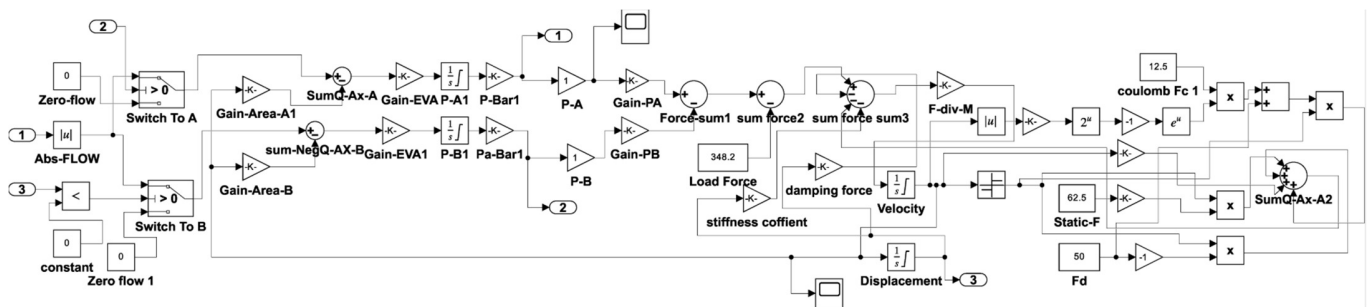 2
0
Zero-flow
1
|u|
Abs-FLOW
3
<
0
constant
0
Zero flow 1
> 0
Switch To A
> 0
Switch To B
-K-
Gain-Area-A1
-K-
Gain-Area-B
SumQ-Ax-A
sum-NegQ-AX-B
-K-
Gain-EVA
-K-
Gain-EVA1
1/s ∫
P-A1
1/s ∫
P-B1
-K-
P-Bar1
-K-
Pa-Bar1
1
2
1
P-A
1
P-B
-K-
Gain-PA
-K-
Gain-PB
Force-sum1
sum force2
348.2
Load Force
-K-
stiffness coffient
sum force sum3
-K-
damping force
-K-
F-div-M
1/s ∫
Velocity
1/s ∫
Displacement
3
|u|
-K-
2^u
-1
e^u
12.5
coulomb Fc 1
x
+
+
x
-K-
62.5
Static-F
-K-
x
50
Fd
-1
x
SumQ-Ax-A2